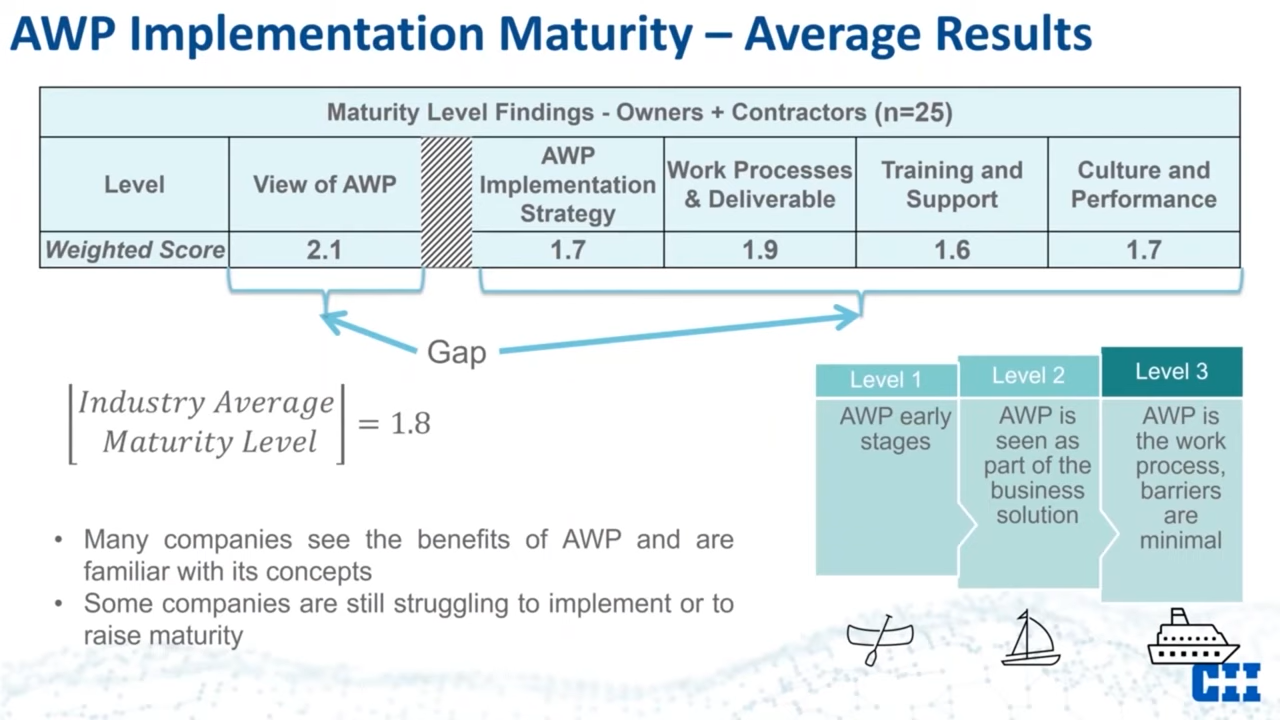 AWP Implementation Maturity – Average Results
Maturity Level Findings - Owners + Contractors (n=25)
Level
View of AWP
AWP
Implementation
Strategy
Work Processes
& Deliverable
Training and
Support
Culture and
Performance
Weighted Score
2.1
1.7
1.9
1.6
1.7
Gap
Industry Average
Maturity Level
= 1.8
Many companies see the benefits of AWP and are
familiar with its concepts
Some companies are still struggling to implement or to
raise maturity
Level 1
AWP early
stages
Level 2
AWP is
seen as
part of the
business
solution
Level 3
AWP is
the work
process,
barriers
are
minimal
CII